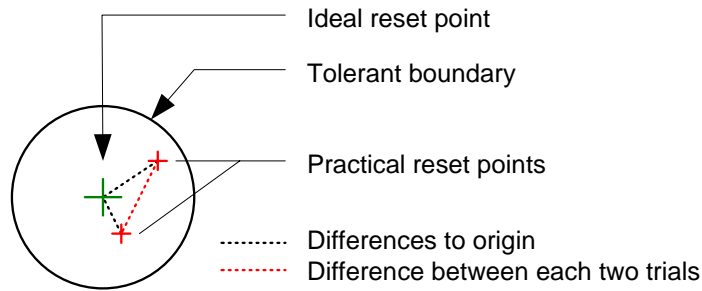 Ideal reset point
Tolerant boundary
Practical reset points
Differences to origin
Difference between each two trials